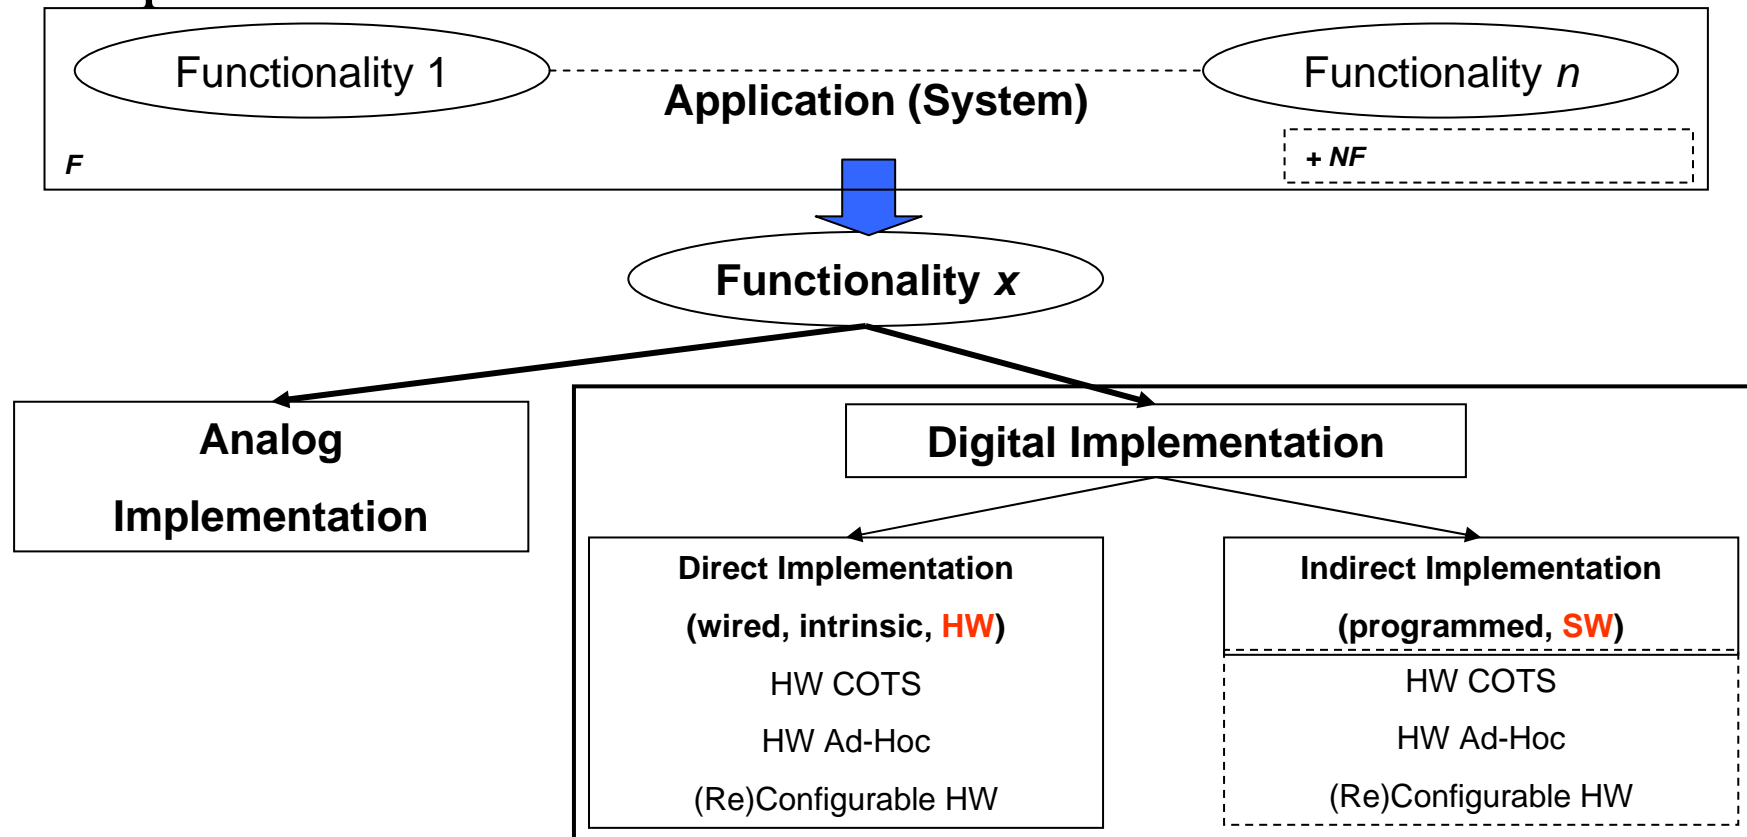 Functionality 1
Functionality n
Application (System)
F
+ NF
Functionality x
Analog
Implementation
Digital Implementation
Direct Implementation
(wired, intrinsic, HW)
HW COTS
HW Ad-Hoc
(Re)Configurable HW
Indirect Implementation
(programmed, SW)
HW COTS
HW Ad-Hoc
(Re)Configurable HW